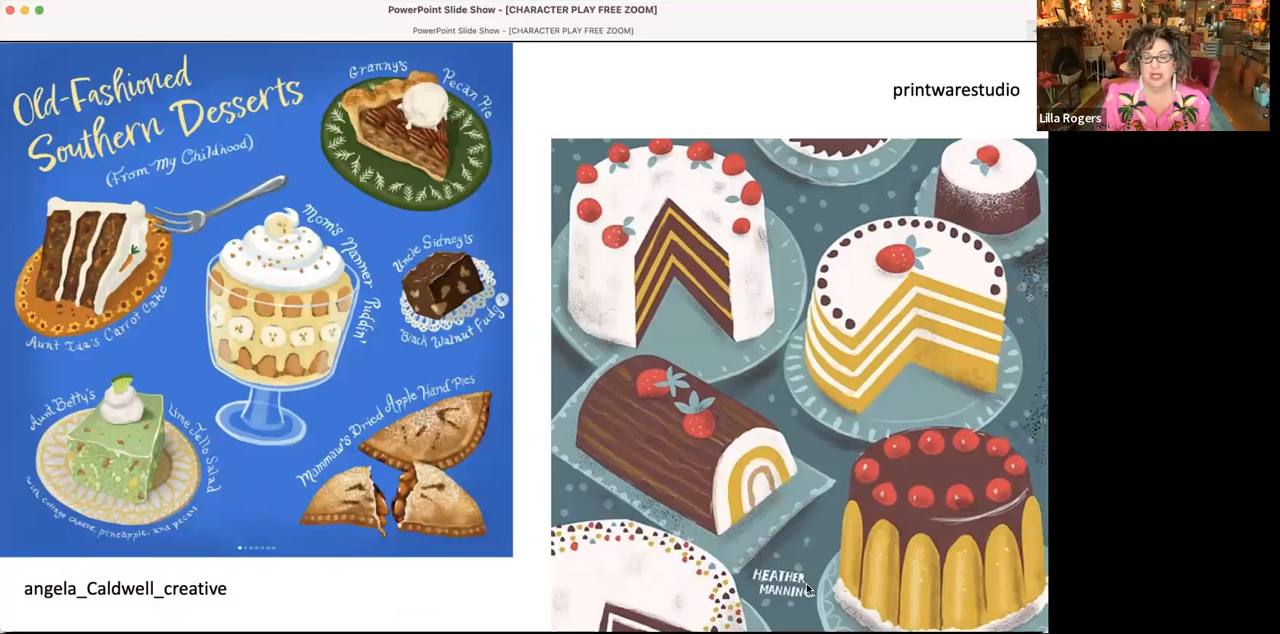 PowerPoint Slide Show - [CHARACTER PLAY FREE ZOOM]
PowerPoint Slide Show - [CHARACTER PLAY FREE ZOOM]
Old-Fashioned
Southern Desserts
(From My Childhood)
Granny's
Pecan Pie
Aunt Ida's Carrot Cake
Mom's Nanner Puddin'
Uncle Sidney's
Black Walnut Fudge
Aunt Betty's
Lime Jello Salad
with cottage cheese, pineapple, and pecans
Mammaw's Dried Apple Hand Pies
angela_Caldwell_creative
printwarestudio
HEATHER
MANNING
Lilla Rogers